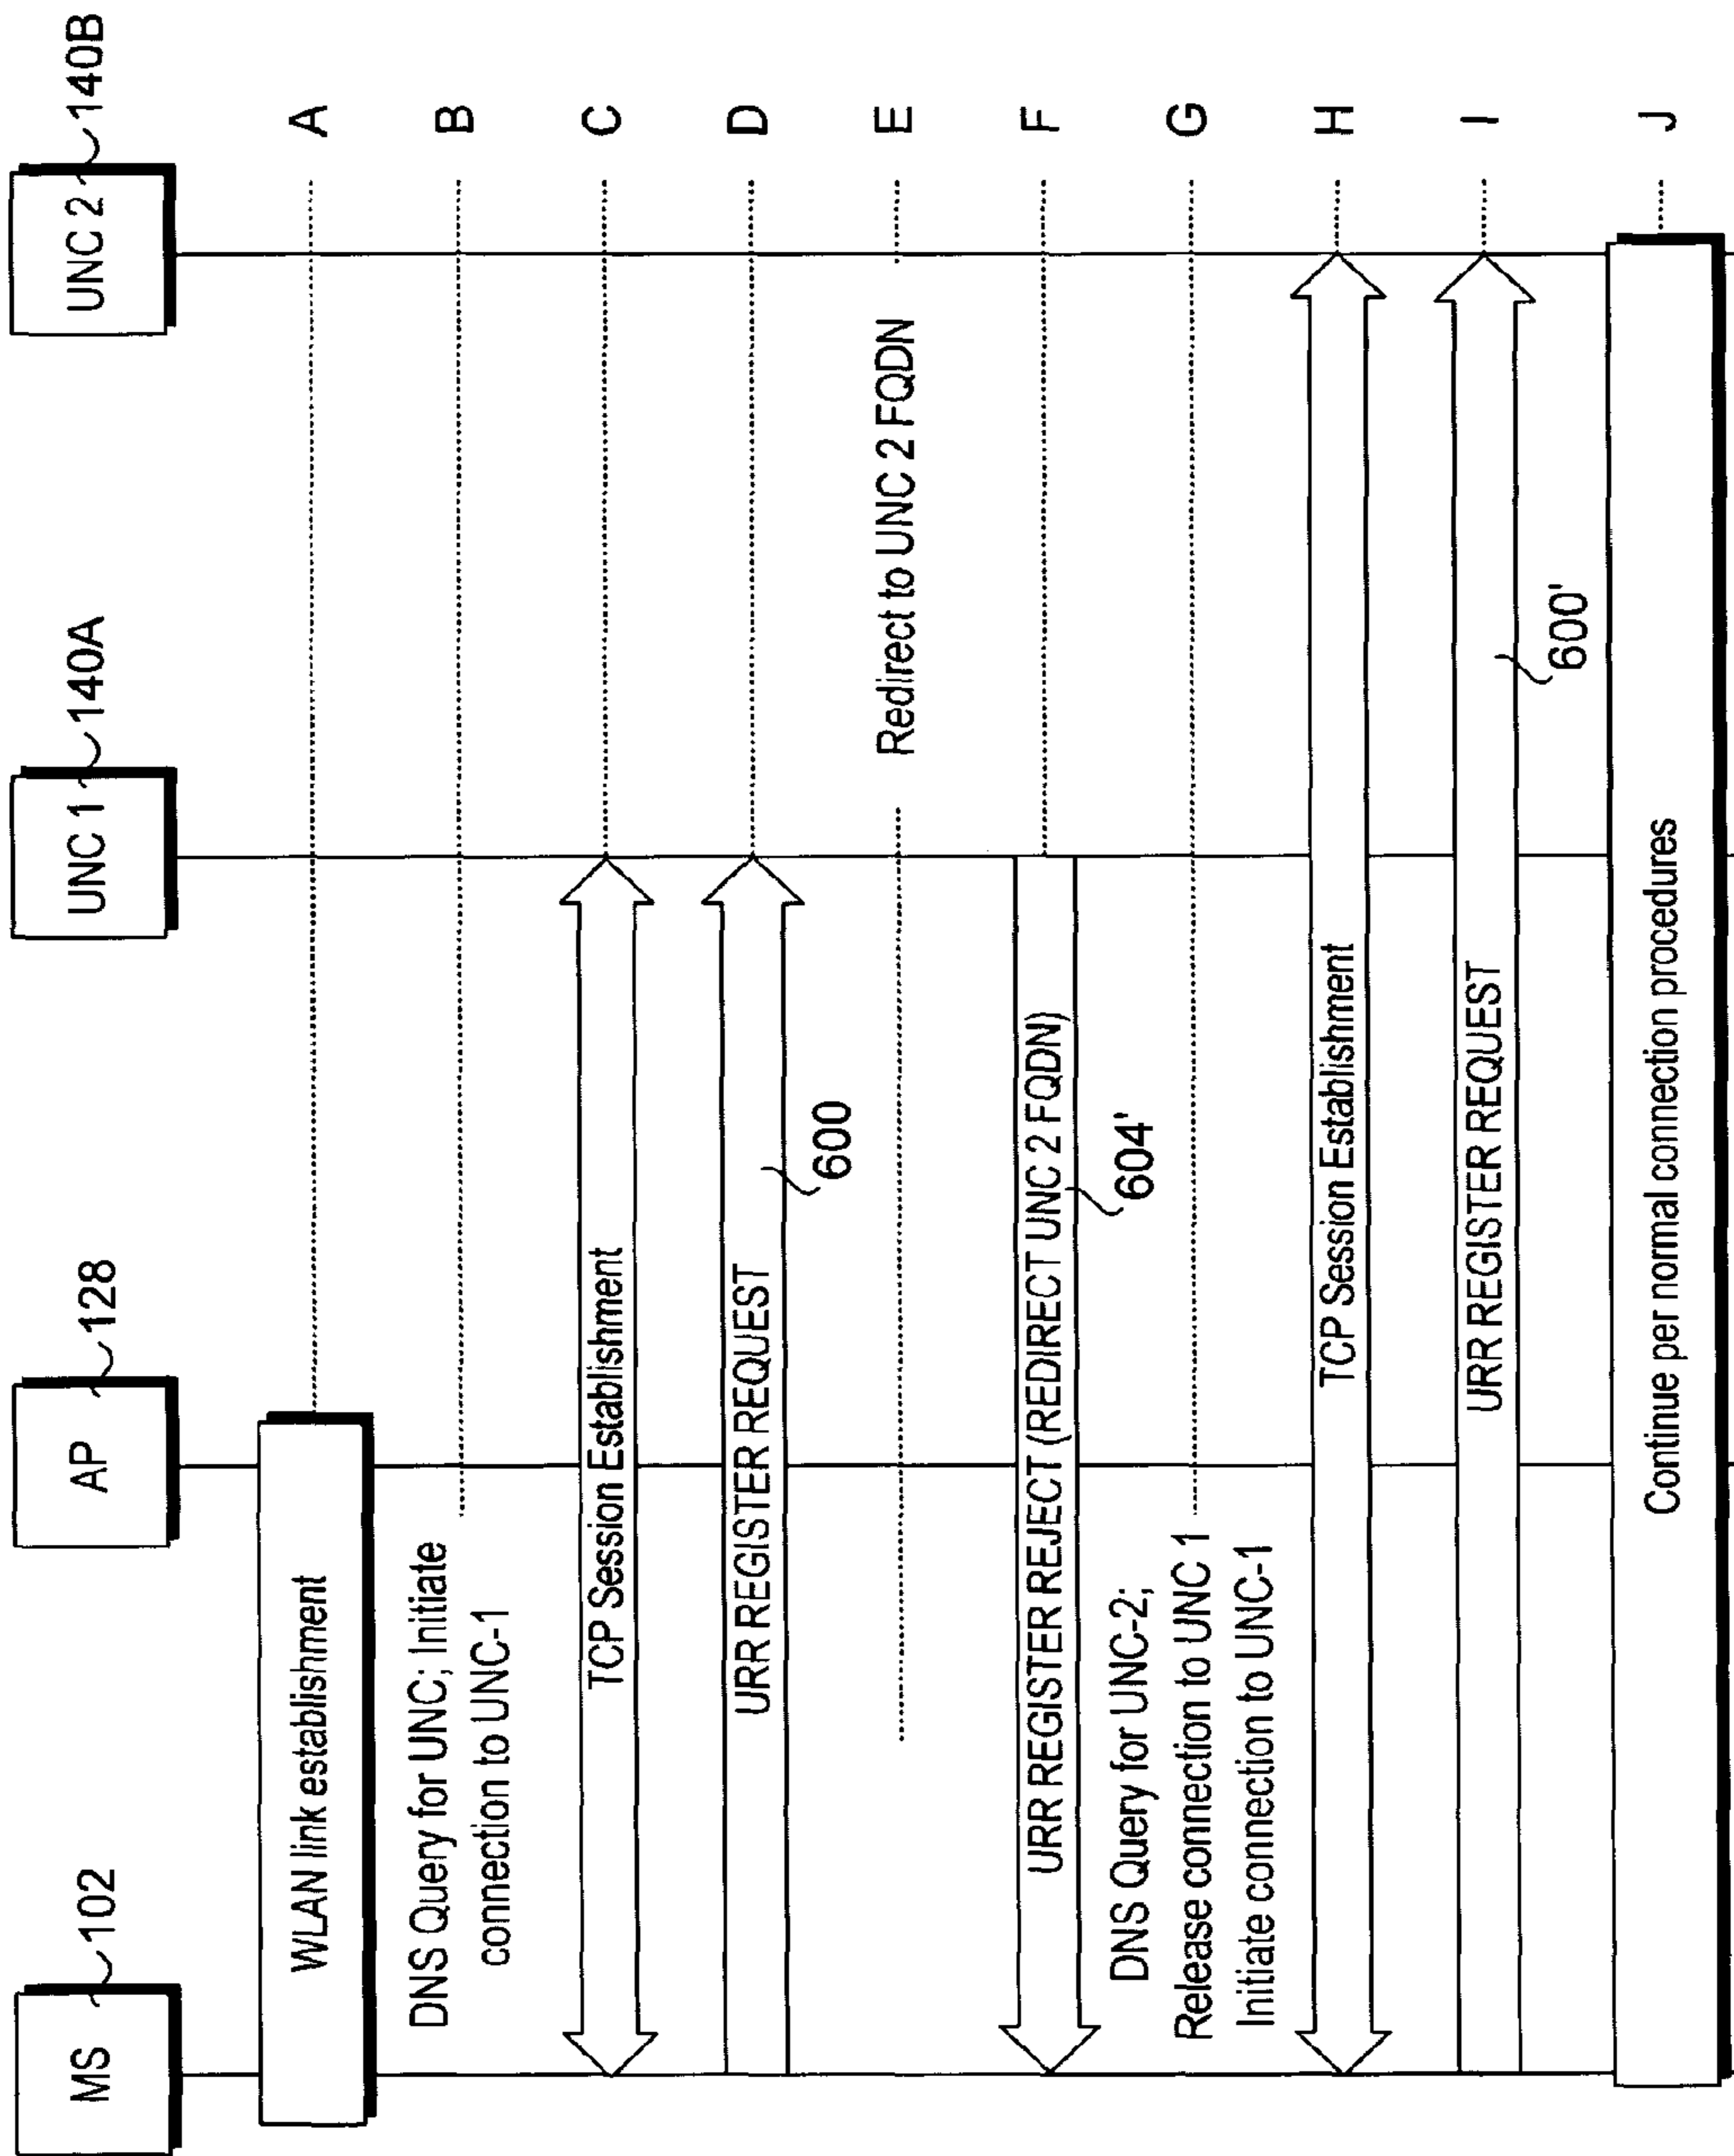 MS
102
AP
128
UNC 1
140A
UNC 2
140B
WLAN link establishment
A
DNS Query for UNC; Initiate
connection to UNC-1
B
TCP Session Establishment
C
URR REGISTER REQUEST
600
D
Redirect to UNC 2 FQDN
E
URR REGISTER REJECT (REDIRECT UNC 2 FQDN)
604'
F
DNS Query for UNC-2;
Release connection to UNC 1
Initiate connection to UNC-1
G
TCP Session Establishment
H
URR REGISTER REQUEST
600'
I
Continue per normal connection procedures
J